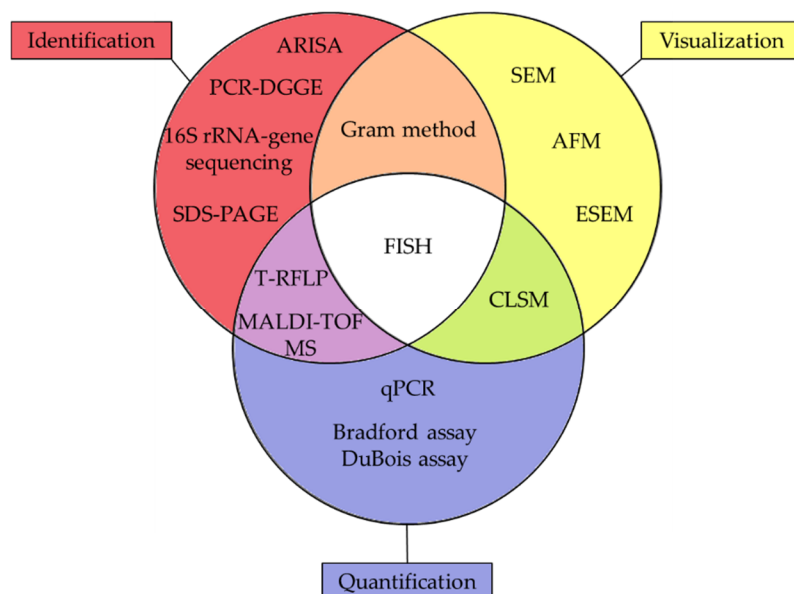 Identification
Visualization
ARISA
SEM
PCR-DGGE
Gram method
16S rRNA-gene
sequencing
AFM
SDS-PAGE
ESEM
FISH
T-RFLP
CLSM
MALDI-TOF
MS
qPCR
Bradford assay
DuBois assay
Quantification